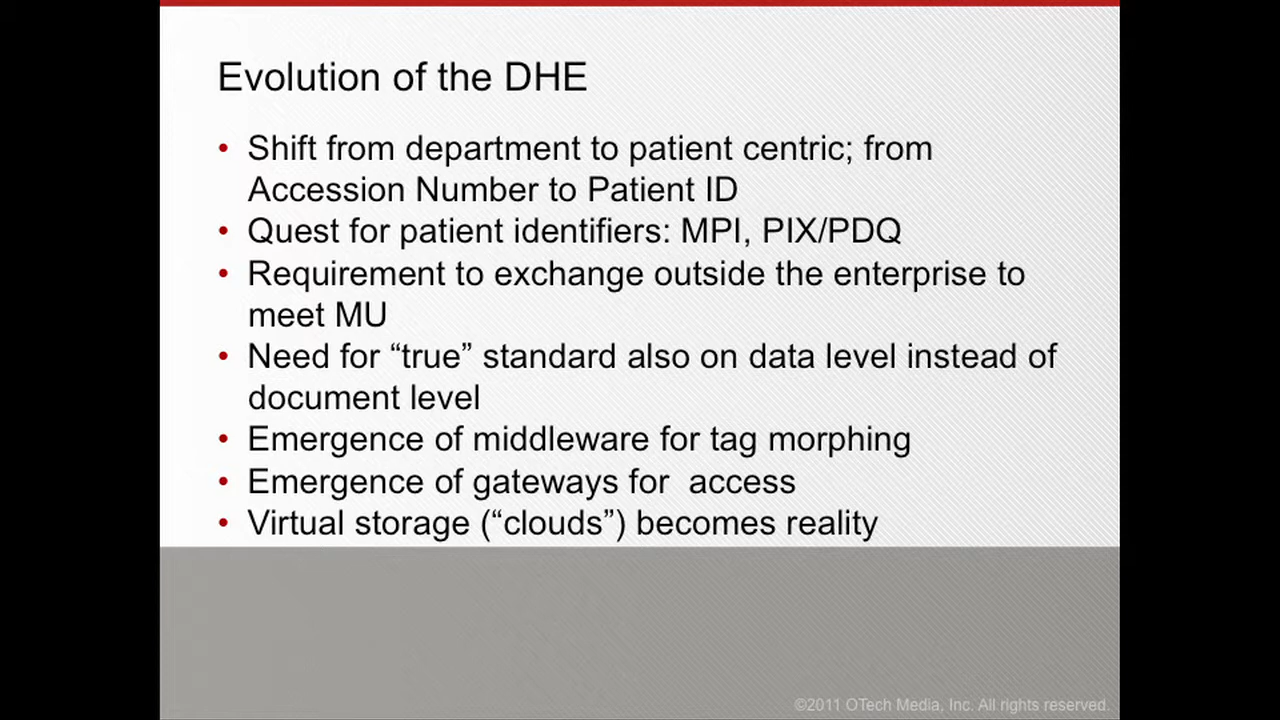 Evolution of the DHE
• Shift from department to patient centric; from
Accession Number to Patient ID
• Quest for patient identifiers: MPI, PIX/PDQ
• Requirement to exchange outside the enterprise to
meet MU
• Need for “true” standard also on data level instead of
document level
• Emergence of middleware for tag morphing
• Emergence of gateways for  access
• Virtual storage (“clouds”) becomes reality
©2011 OTech Media, Inc. All rights reserved.